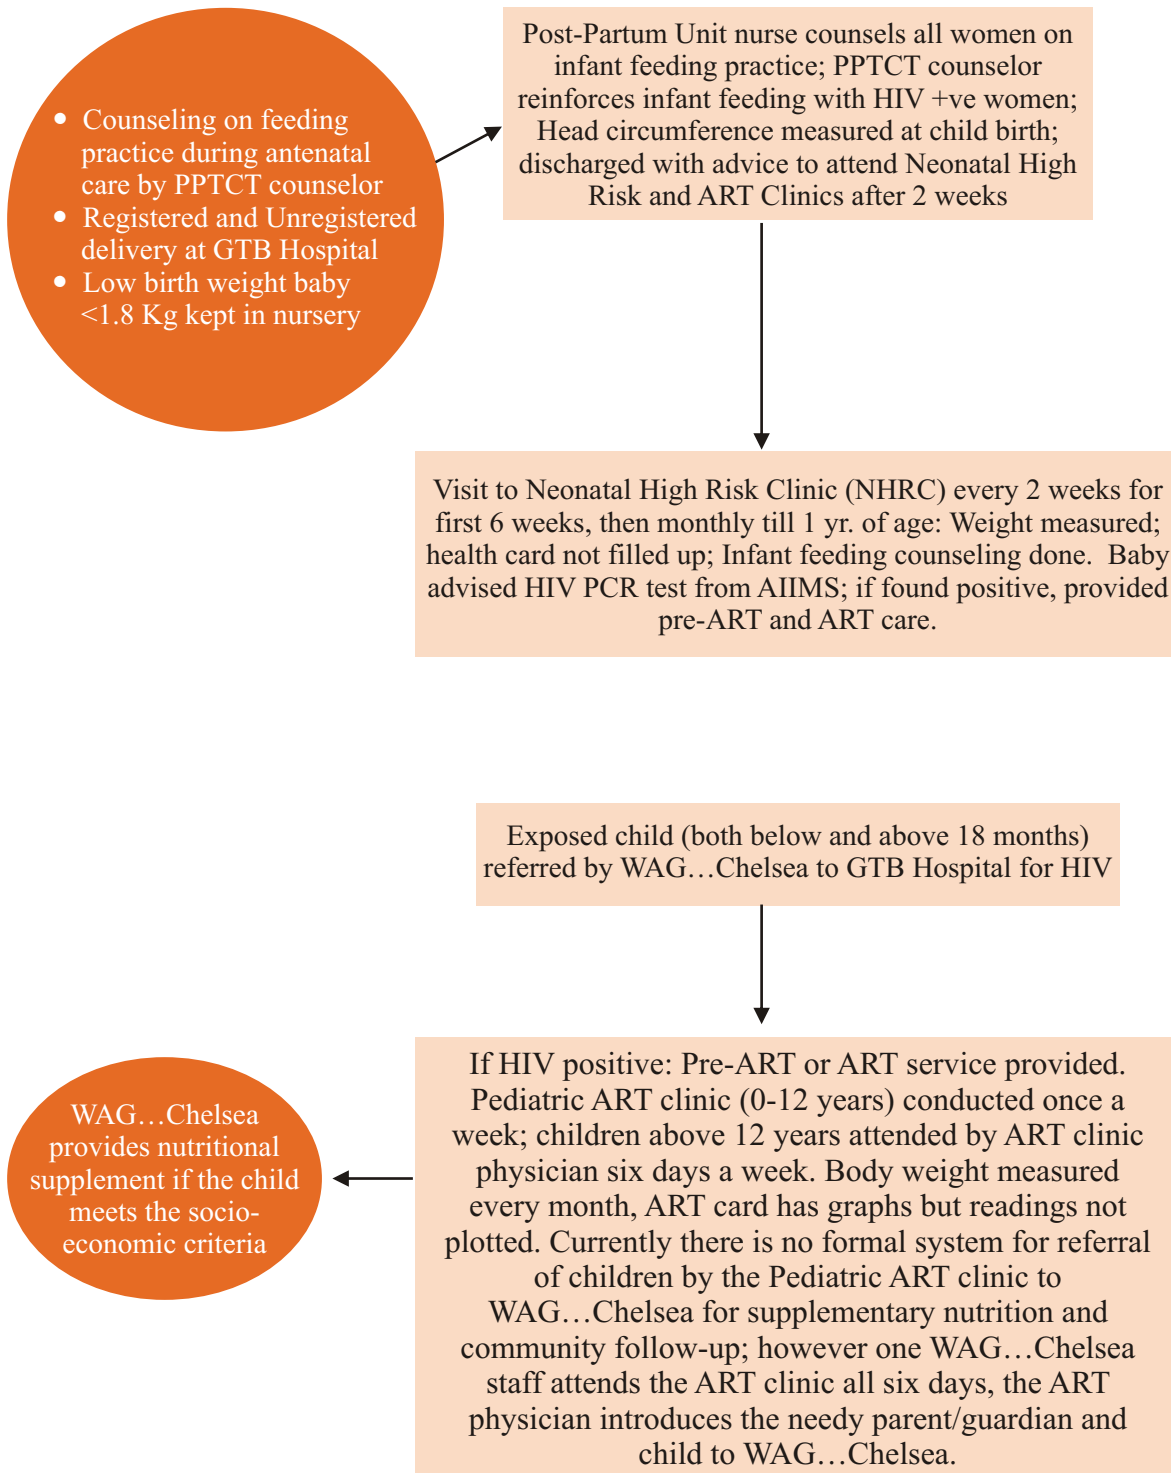 • Counseling on feeding
practice during antenatal
care by PPTCT counselor
• Registered and Unregistered
delivery at GTB Hospital
• Low birth weight baby
<1.8 Kg kept in nursery
Post-Partum Unit nurse counsels all women on
infant feeding practice; PPTCT counselor
reinforces infant feeding with HIV +ve women;
Head circumference measured at child birth;
discharged with advice to attend Neonatal High
Risk and ART Clinics after 2 weeks
Visit to Neonatal High Risk Clinic (NHRC) every 2 weeks for
first 6 weeks, then monthly till 1 yr. of age: Weight measured;
health card not filled up; Infant feeding counseling done. Baby
advised HIV PCR test from AIIMS; if found positive, provided
pre-ART and ART care.
Exposed child (both below and above 18 months)
referred by WAG…Chelsea to GTB Hospital for HIV
If HIV positive: Pre-ART or ART service provided.
Pediatric ART clinic (0-12 years) conducted once a
week; children above 12 years attended by ART clinic
physician six days a week. Body weight measured
every month, ART card has graphs but readings not
plotted. Currently there is no formal system for referral
of children by the Pediatric ART clinic to
WAG…Chelsea for supplementary nutrition and
community follow-up; however one WAG…Chelsea
staff attends the ART clinic all six days, the ART
physician introduces the needy parent/guardian and
child to WAG…Chelsea.
WAG…Chelsea
provides nutritional
supplement if the child
meets the socio-
economic criteria